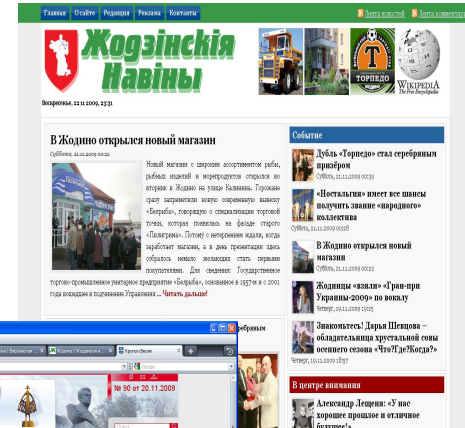 Главная О сайте Редакция Реклама Контакты
Лента новостей
Жодзінскія
Навіны
ТОРПЕДО
ЖОДИНО
WIKIPEDIA
The Free Encyclopedia
Воскресенье, 22 11 2009, 23:31
В Жодино открылся новый магазин
Суббота, 21.11.2009 00:22
Новый магазин с широким ассортиментом рыбы,
рыбных изделий и морепродуктов открылся во
вторник в Жодино на улице Калинина. Горожане
сразу заприметили новую современную вывеску
«Белрыба», говорящую о специализации торговой
точки, которая появилась на фасаде старого
«Пилигрима». Потому с нетерпением ждали, когда
заработает магазин, а в день презентации здесь
собралось немало желающих стать первыми
покупателями. Для сведения: Государственное
торгово-промышленное унитарное предприятие «Белрыба», основанное в 1957-м и с 2001
года вошедшее в подчинение Управления ... Читать дальше!
Событие
Дубль «Торпедо» стал серебряным
призёром
Суббота, 21.11.2009 00:39
«Ностальгия» имеет все шансы
получить звание «народного»
коллектива
Суббота, 21.11.2009 00:28
В Жодино открылся новый
магазин
Суббота, 21.11.2009 00:22
Жодинцы «взяли» «Гран-при
Украины-2009» по вокалу
Четверг, 19.11.2009 19:25
Знакомьтесь! Дарья Шевцова –
обладательница хрустальной совы
осеннего сезона «Что?Где?Когда?»
Четверг, 19.11.2009 18:57
В центре внимания
Александр Лещеня: «У нас
хорошее прошлое и отличное
будущее!»
№ 90 от 20.11.2009